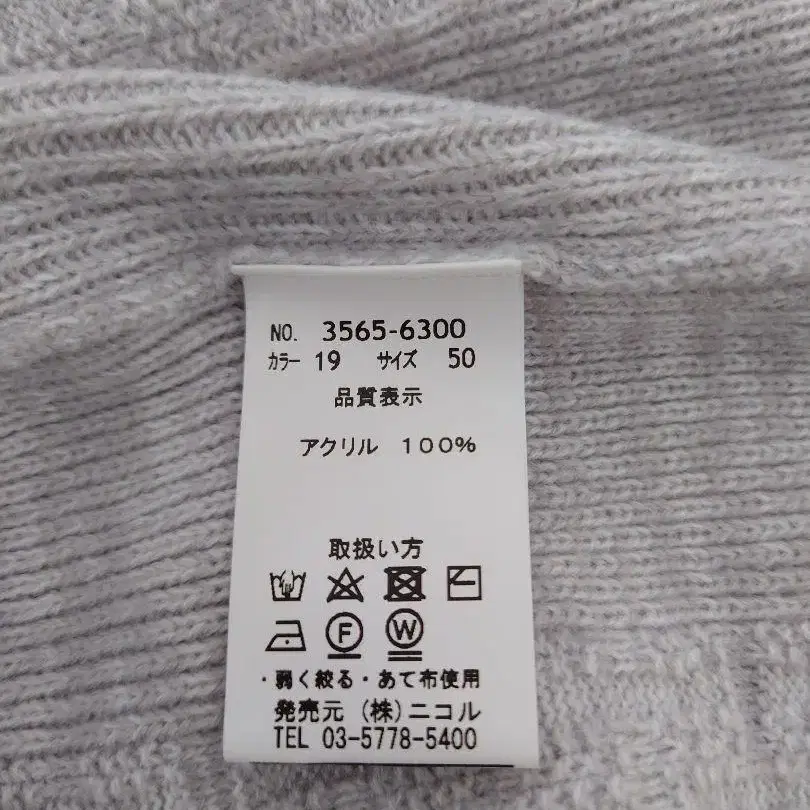 NO. 3565-6300
カラー 19 サイズ 50
品質表示
アクリル 100%
取扱い方
F W
・弱く絞る・あて布使用
発売元 (株)ニコル
TEL 03-5778-5400